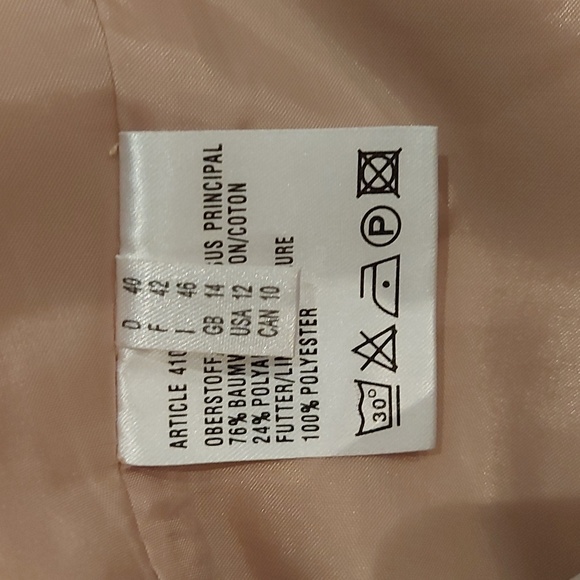 D 40
F 42
I 46
GB 14
USA 12
CAN 10
ARTICLE 410
OBERSTOFF US PRINCIPAL
76% BAUMW ON/COTON
24% POLYA
FUTTER/LI URE
100% POLYESTER
30°
P